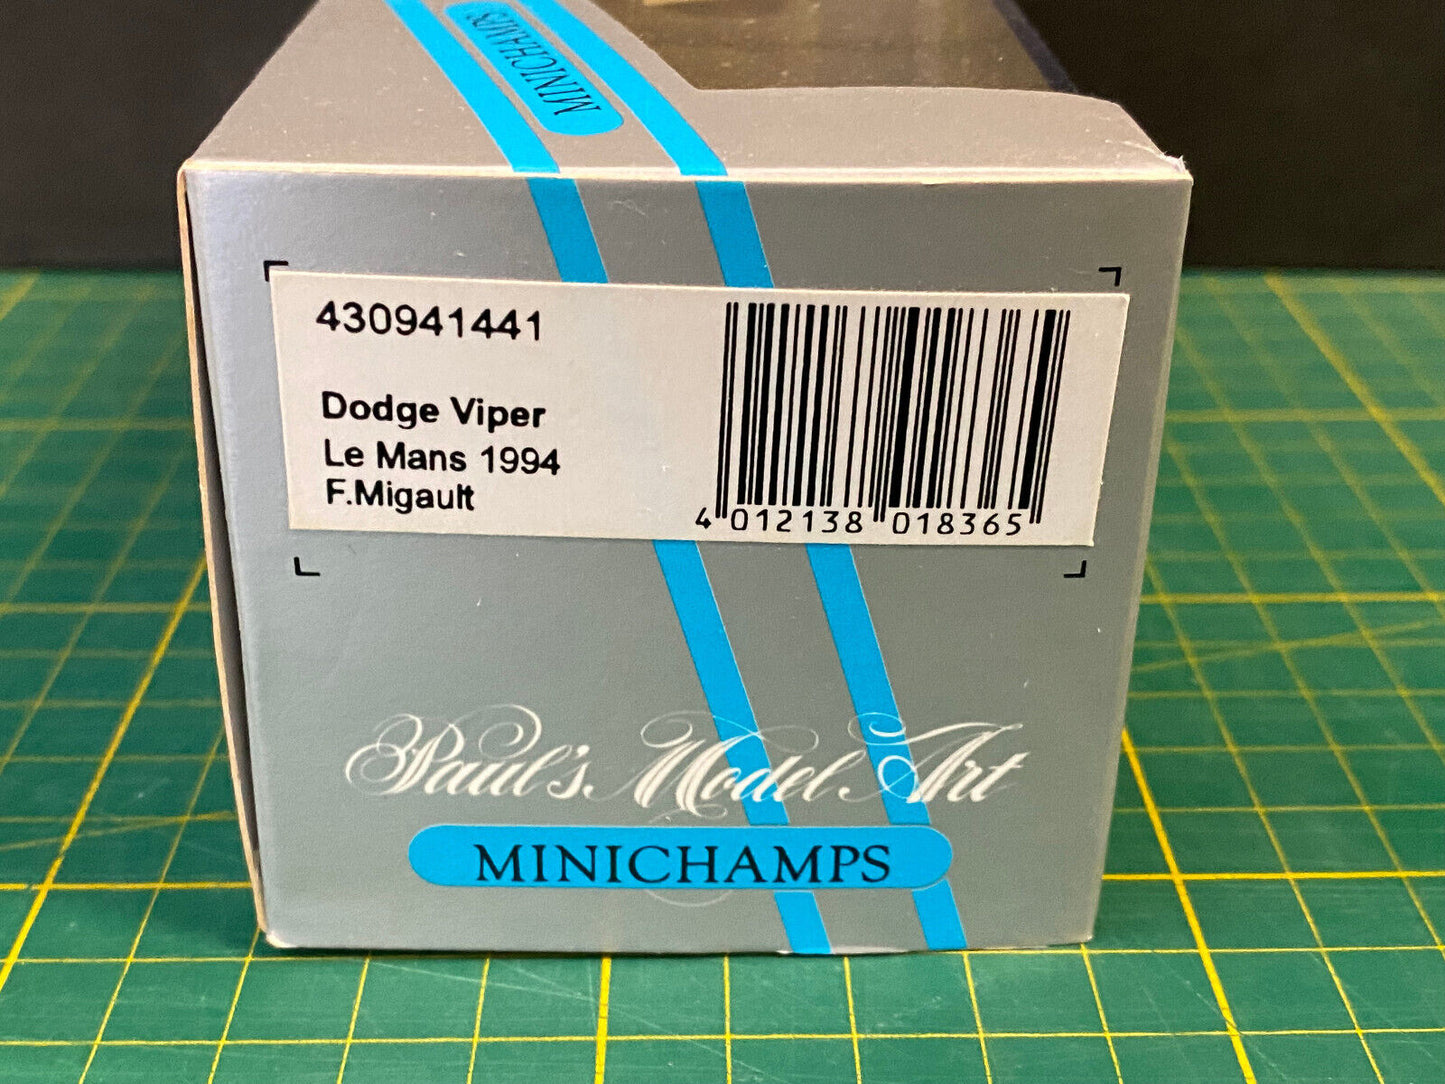 MINICHAMPS
430941441
Dodge Viper
Le Mans 1994
F.Migault
4 012138 018365
Paul's Model Art
MINICHAMPS